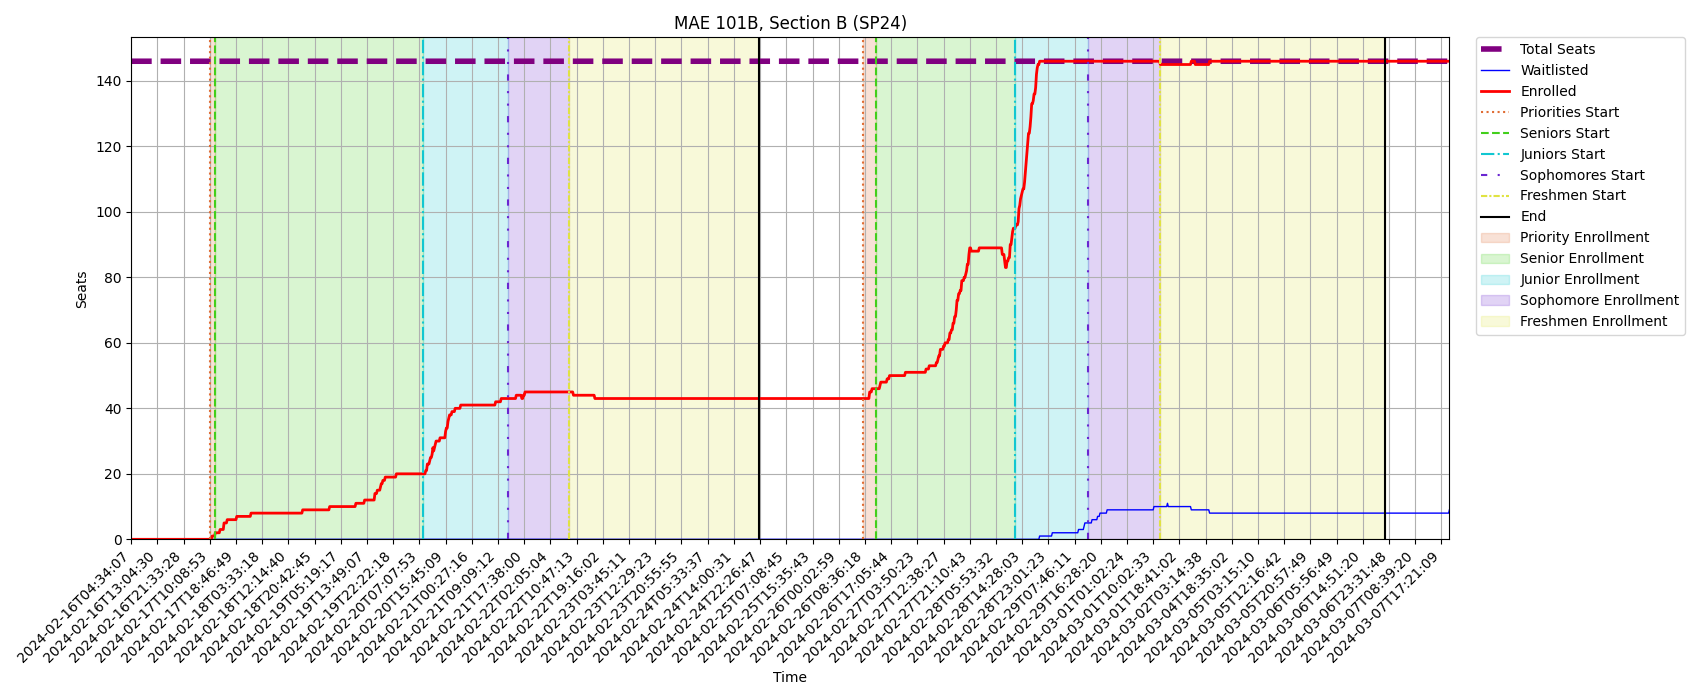 MAE 101B, Section B (SP24)
Total Seats
Waitlisted
Enrolled
Priorities Start
Seniors Start
Juniors Start
Sophomores Start
Freshmen Start
End
Priority Enrollment
Senior Enrollment
Junior Enrollment
Sophomore Enrollment
Freshmen Enrollment
Seats
140
120
100
80
60
40
20
0
2024-02-16T04:34:07
2024-02-16T13:04:30
2024-02-16T21:33:28
2024-02-17T10:08:53
2024-02-17T18:46:49
2024-02-18T03:33:18
2024-02-18T12:14:40
2024-02-18T20:42:45
2024-02-19T05:19:17
2024-02-19T13:49:07
2024-02-19T22:22:18
2024-02-20T07:07:53
2024-02-20T15:45:09
2024-02-21T00:27:16
2024-02-21T09:09:12
2024-02-21T17:38:00
2024-02-22T02:05:04
2024-02-22T10:47:13
2024-02-22T19:16:02
2024-02-23T03:45:11
2024-02-23T12:29:23
2024-02-23T20:55:55
2024-02-24T05:33:37
2024-02-24T14:00:31
2024-02-24T22:26:47
2024-02-25T07:08:45
2024-02-25T15:35:43
2024-02-26T00:02:59
2024-02-26T08:36:18
2024-02-26T17:05:44
2024-02-27T03:50:23
2024-02-27T12:38:27
2024-02-27T21:10:43
2024-02-28T05:53:32
2024-02-28T14:28:03
2024-02-28T23:01:23
2024-02-29T07:46:11
2024-02-29T16:28:20
2024-03-01T01:02:24
2024-03-01T10:02:33
2024-03-01T18:41:02
2024-03-02T03:14:38
2024-03-04T18:35:02
2024-03-05T03:15:16
2024-03-05T12:16:42
2024-03-05T20:57:49
2024-03-06T05:56:49
2024-03-06T14:51:20
2024-03-06T23:31:48
2024-03-07T08:39:20
2024-03-07T17:21:09
Time